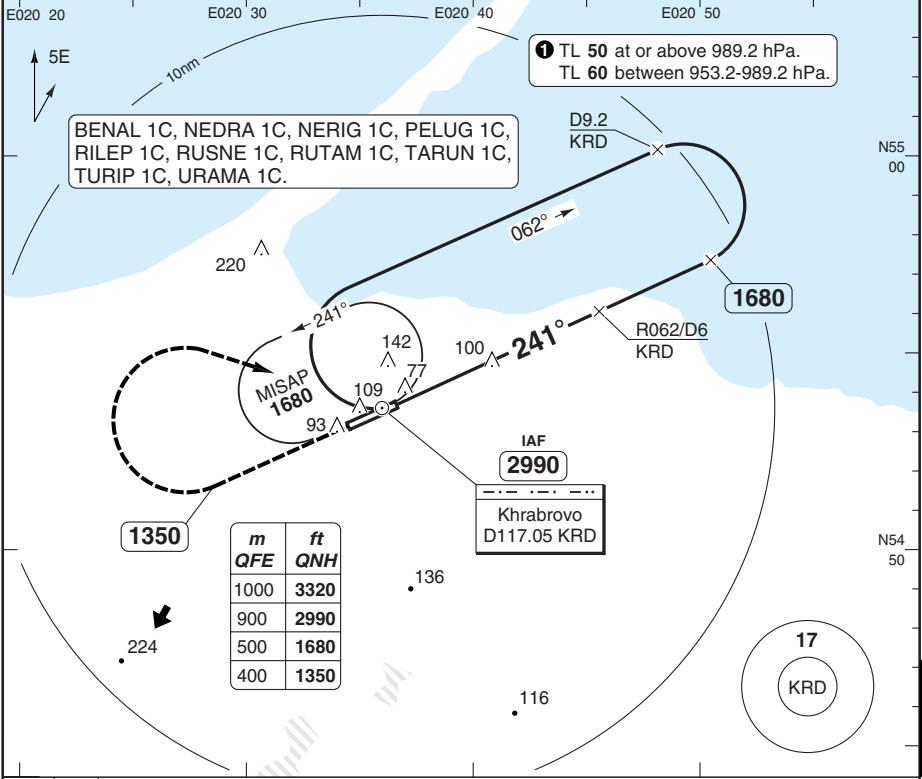 E020 20
E020 30
E020 40
E020 50
5E
10nm
❶ TL 50 at or above 989.2 hPa.
TL 60 between 953.2-989.2 hPa.
BENAL 1C, NEDRA 1C, NERIG 1C, PELUG 1C,
RILEP 1C, RUSNE 1C, RUTAM 1C, TARUN 1C,
TURIP 1C, URAMA 1C.
D9.2
KRD
N55
00
062°
220
1680
241°
R062/D6
KRD
241°
142
100
77
MISAP
1680
109
93
IAF
2990
Khrabrovo
D117.05 KRD
1350
m ft
QFE QNH
1000 3320
900 2990
500 1680
400 1350
N54
50
136
224
116
17
KRD